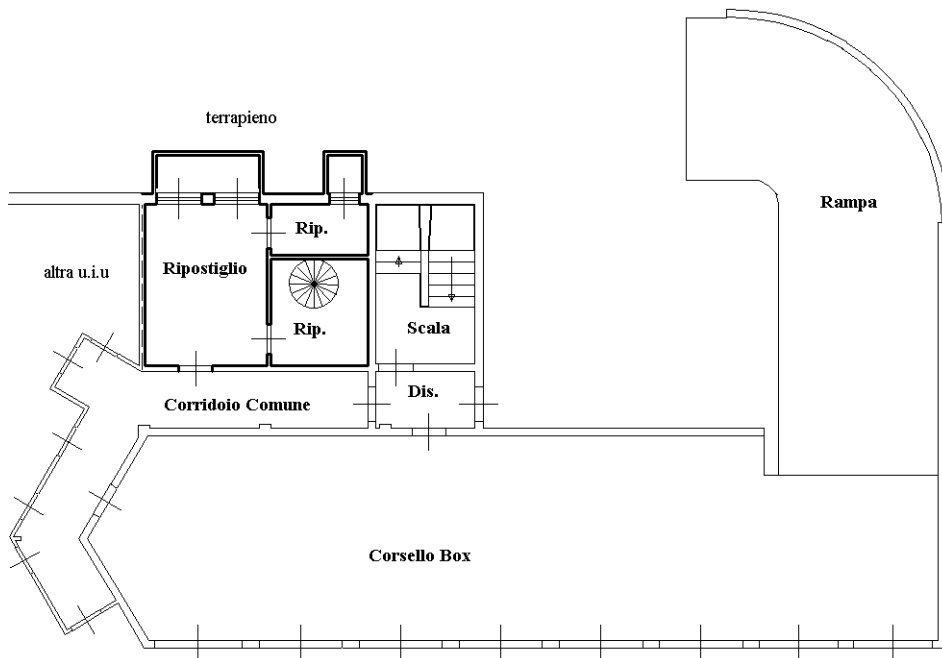 terrapieno
Rampa
Rip.
altra u.i.u
Ripostiglio
Rip.
Scala
Dis.
Corridoio Comune
Corsello Box